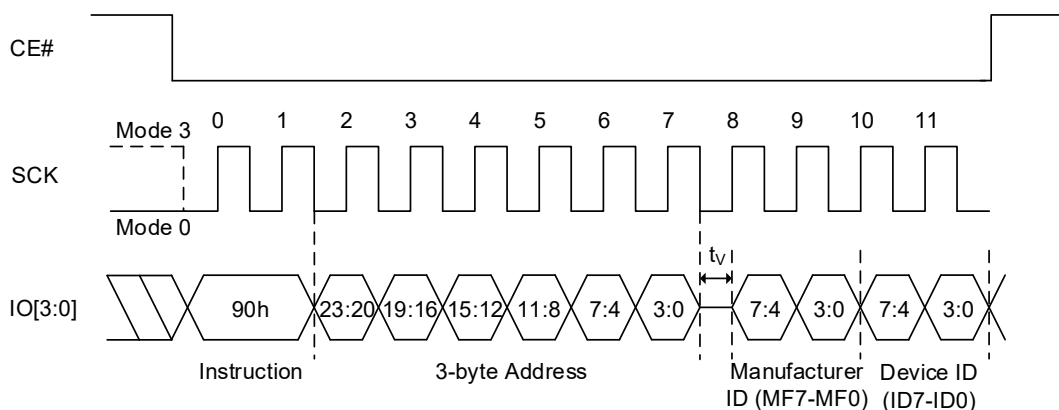 CE#
0 1 2 3 4 5 6 7 8 9 10 11
Mode 3
SCK
Mode 0
tV
IO[3:0]
90h 23:20 19:16 15:12 11:8 7:4 3:0 7:4 3:0 7:4 3:0
Instruction 3-byte Address Manufacturer Device ID
ID (MF7-MF0) (ID7-ID0)